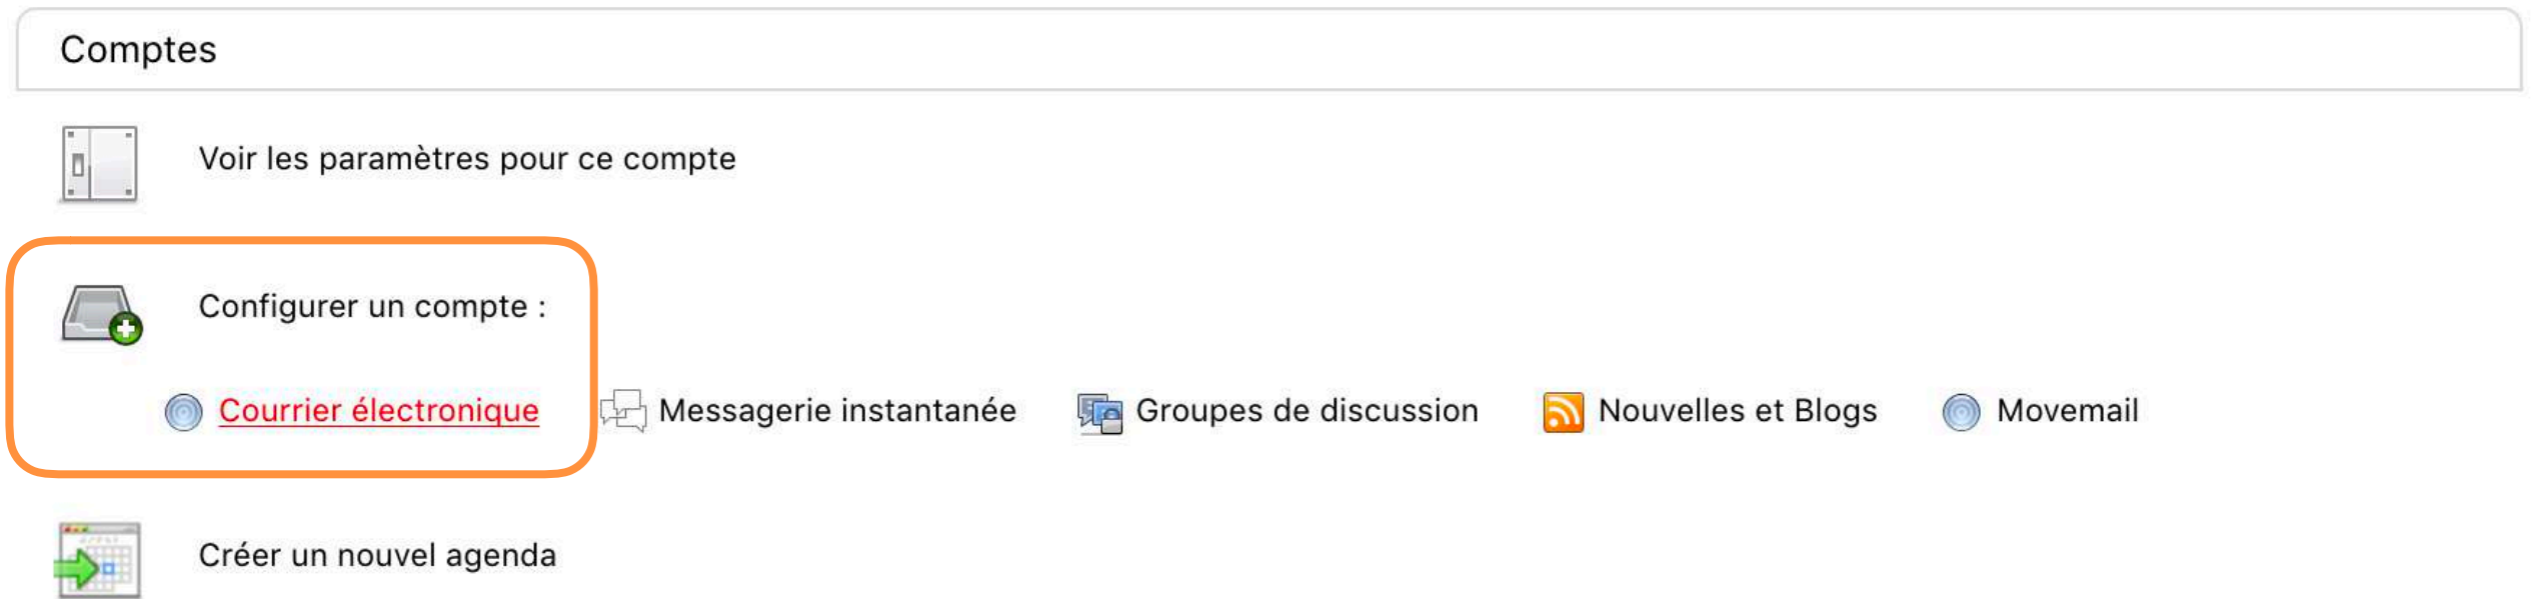 Comptes
Voir les paramètres pour ce compte
Configurer un compte :
Courrier électronique Messagerie instantanée Groupes de discussion Nouvelles et Blogs Movemail
Créer un nouvel agenda